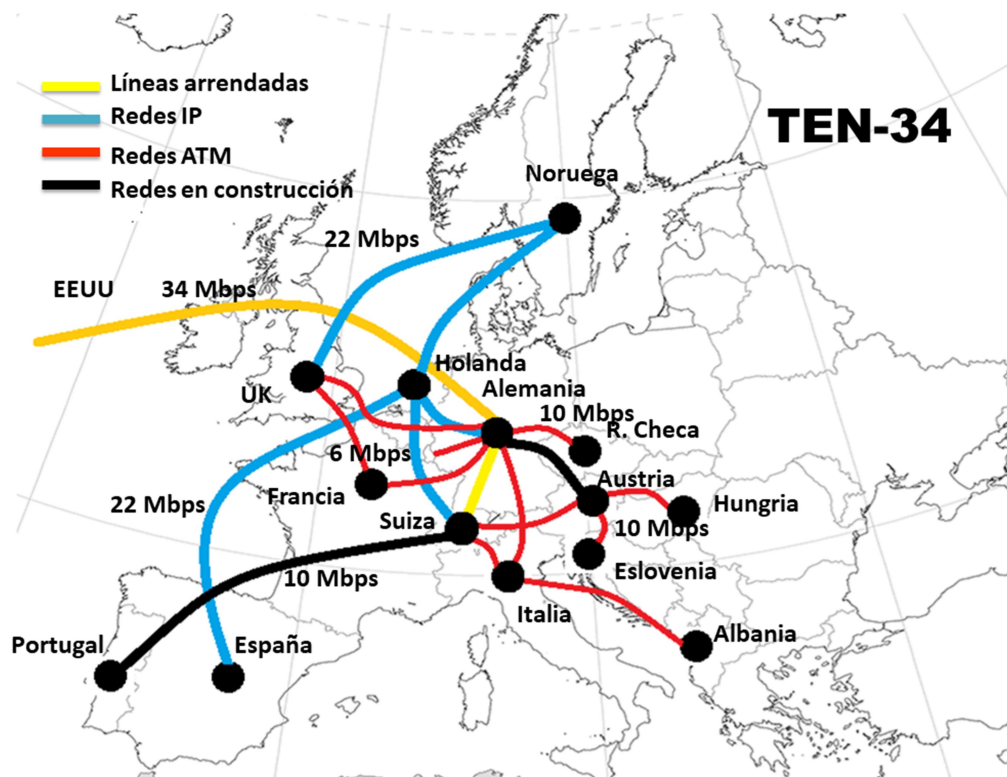 Líneas arrendadas
Redes IP
Redes ATM
Redes en construcción
TEN-34
Noruega
22 Mbps
EEUU
34 Mbps
Holanda
UK
Alemania
10 Mbps
R. Checa
6 Mbps
Francia
Austria
22 Mbps
Suiza
Hungria
10 Mbps
Eslovenia
10 Mbps
Italia
Portugal
España
Albania